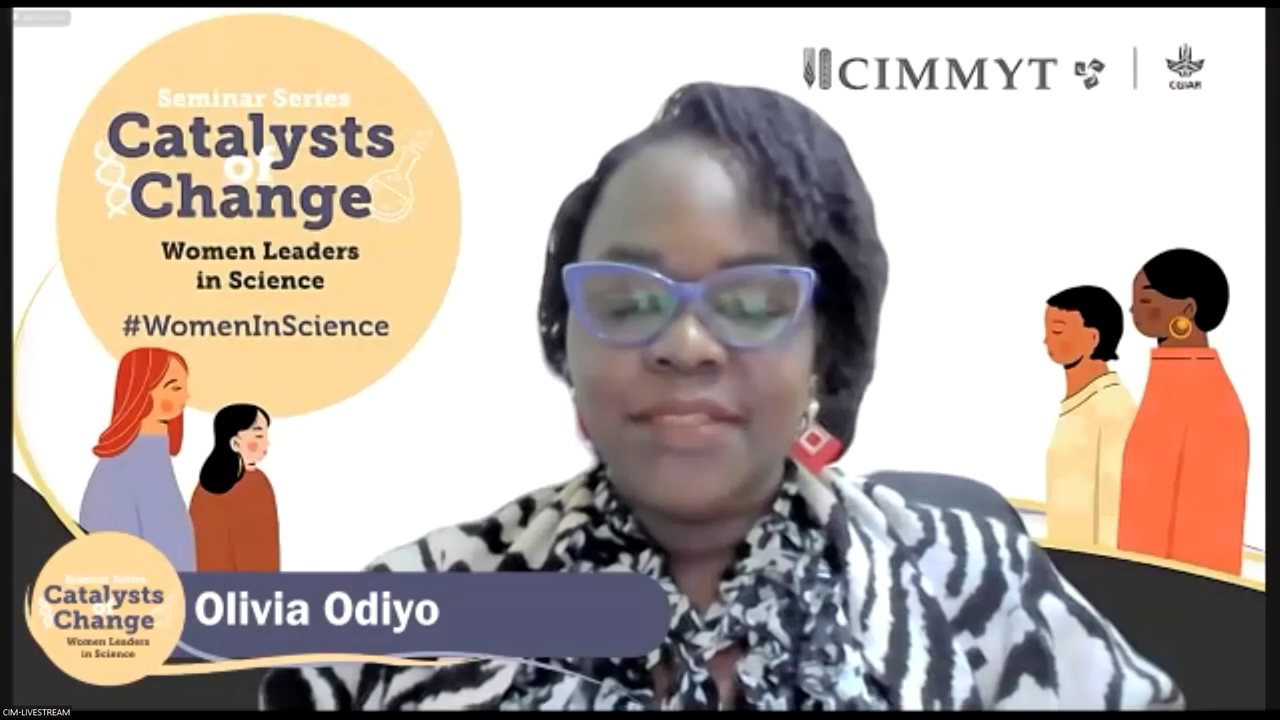 Seminar Series
Catalysts
of
Change
Women Leaders
in Science
#WomenInScience
CIMMYT
CGIAR
Seminar Series
Catalysts
of
Change
Women Leaders
in Science
Olivia Odiyo
CIM-LIVESTREAM